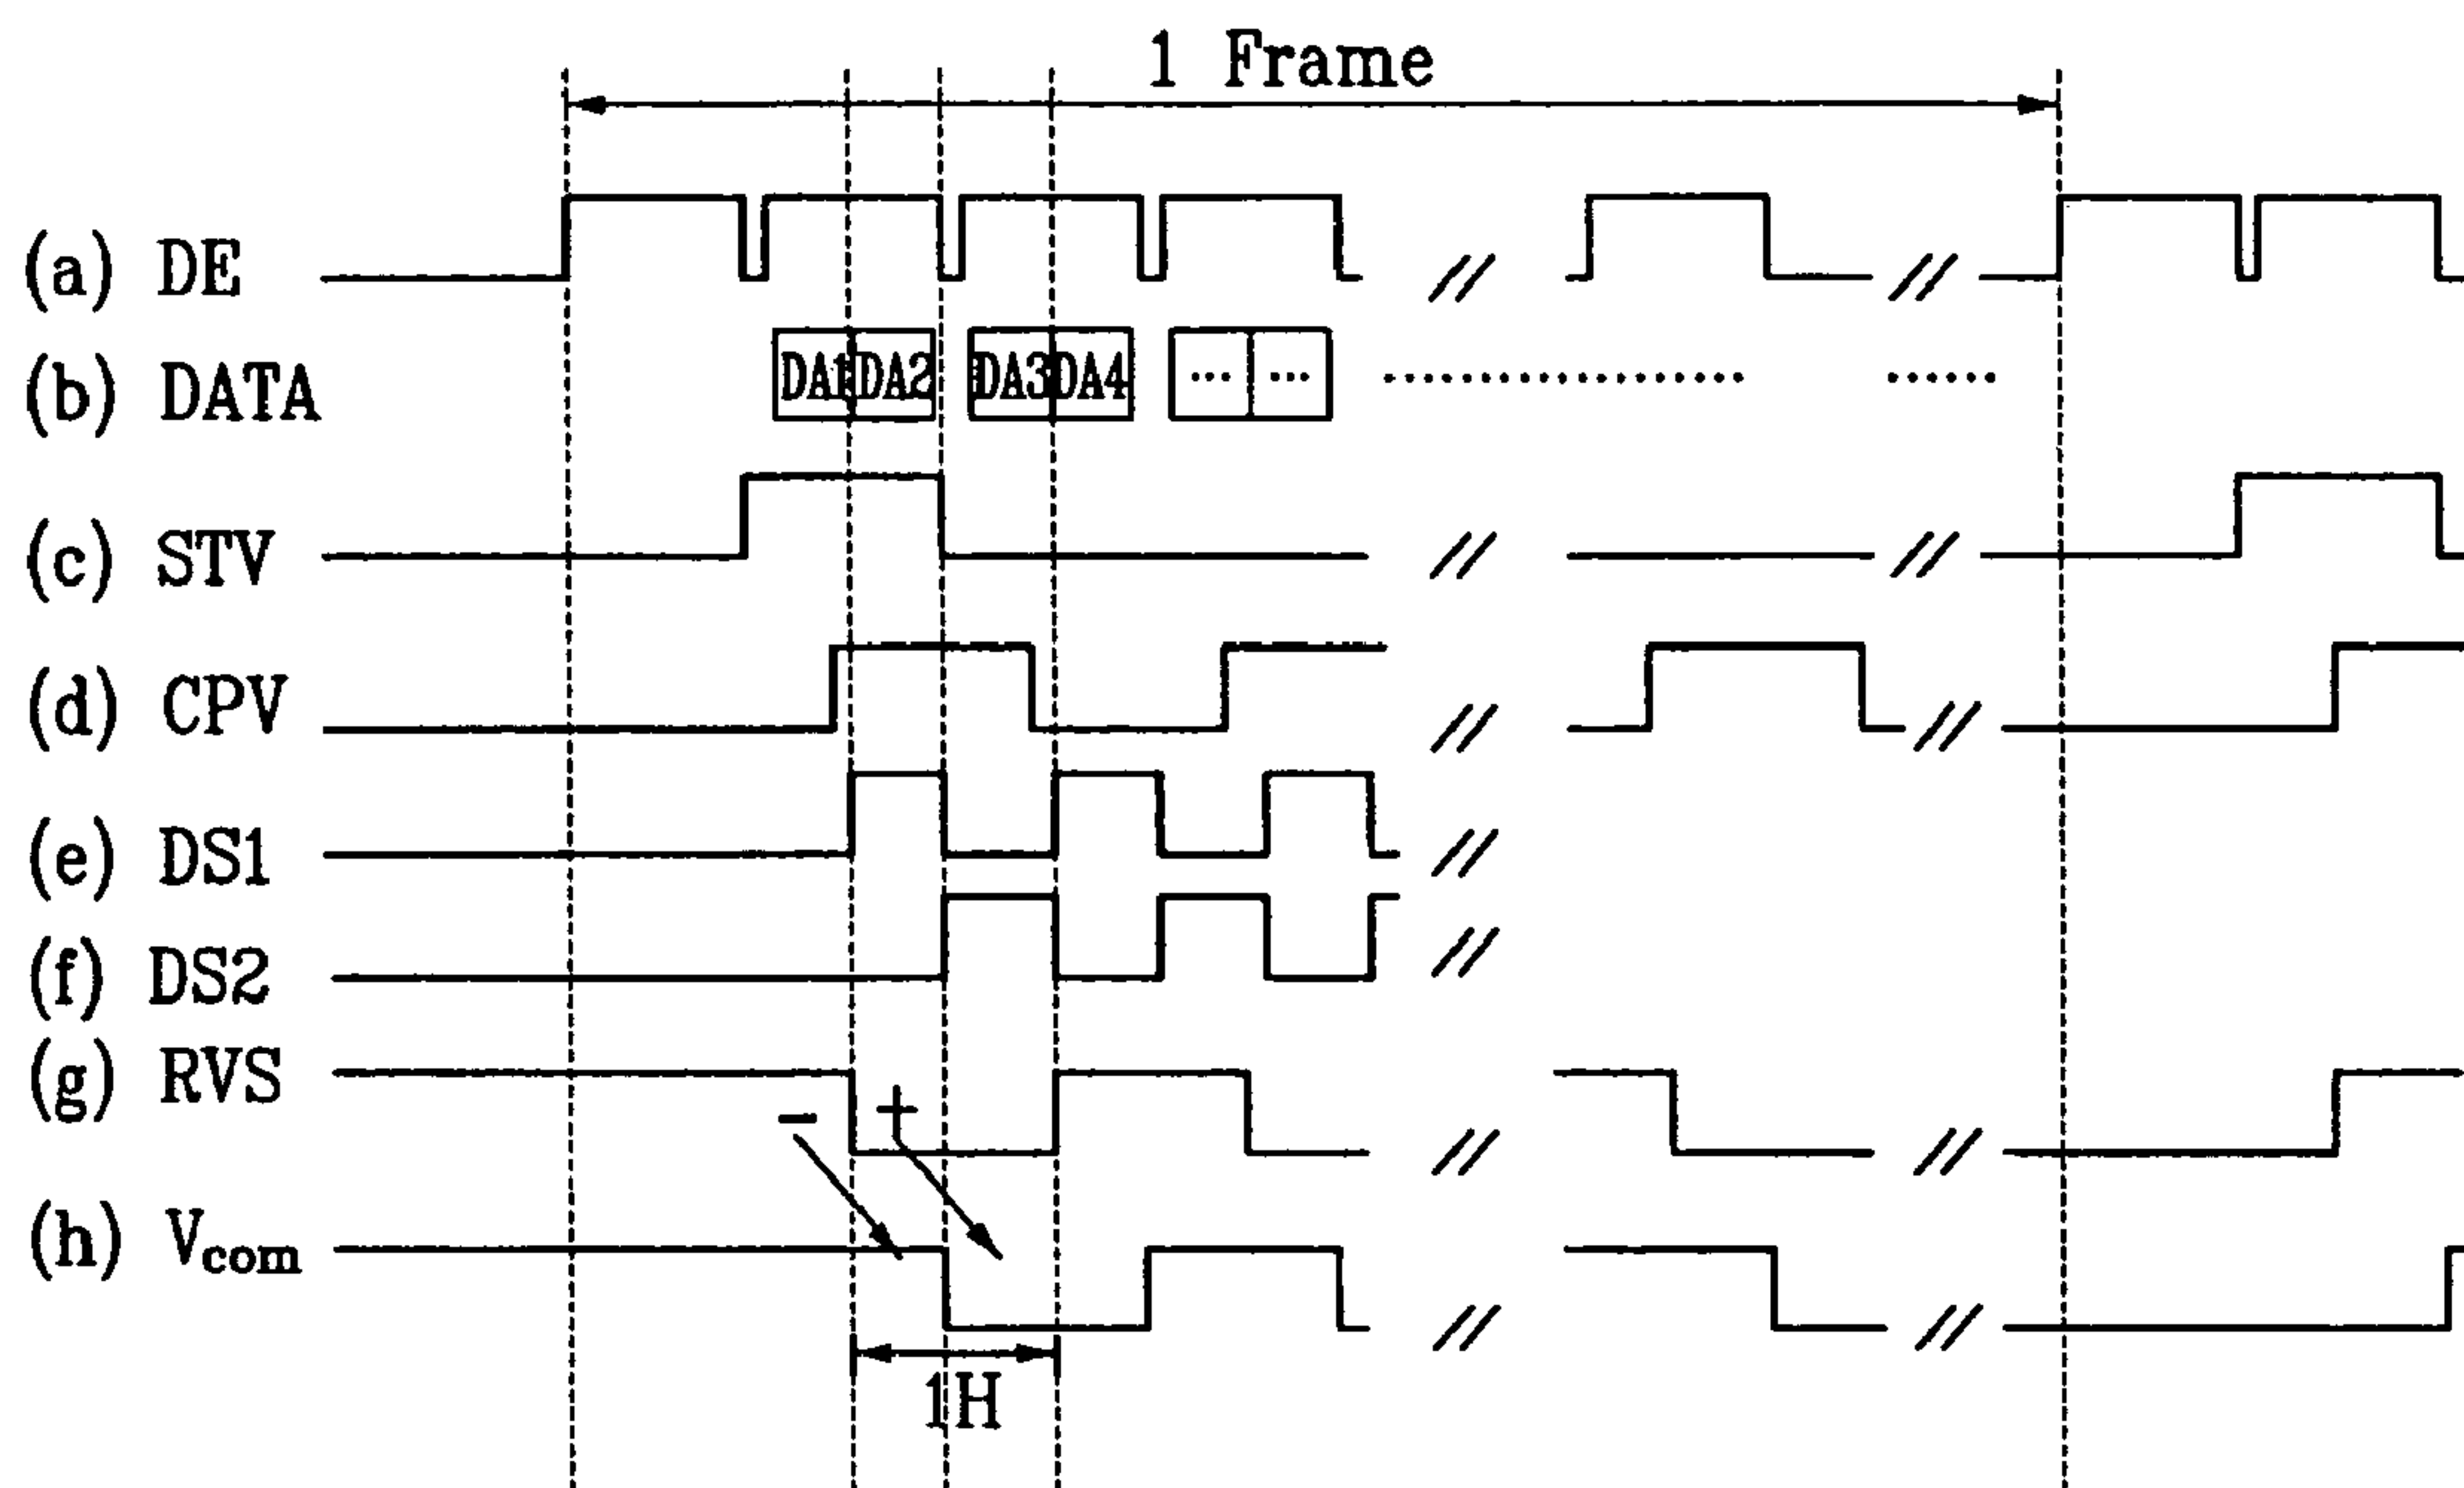 1 Frame
(a) DE
(b) DATA DA1 DA2 DA3 DA4 ... ...
(c) STV
(d) CPV
(e) DS1
(f) DS2
(g) RVS
- +
(h) Vcom
1H